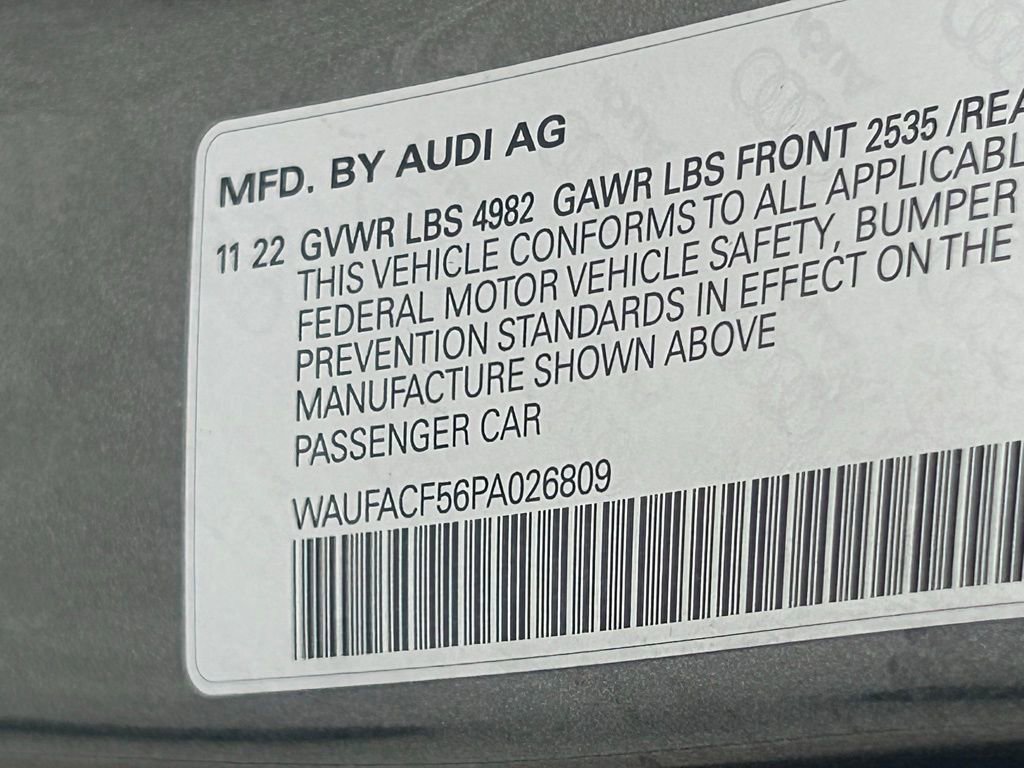 MFD. BY AUDI AG
11 22 GVWR LBS 4982 GAWR LBS FRONT 2535 /REA
THIS VEHICLE CONFORMS TO ALL APPLICABL
FEDERAL MOTOR VEHICLE SAFETY, BUMPER
PREVENTION STANDARDS IN EFFECT ON THE
MANUFACTURE SHOWN ABOVE
PASSENGER CAR
WAUFACF56PA026809